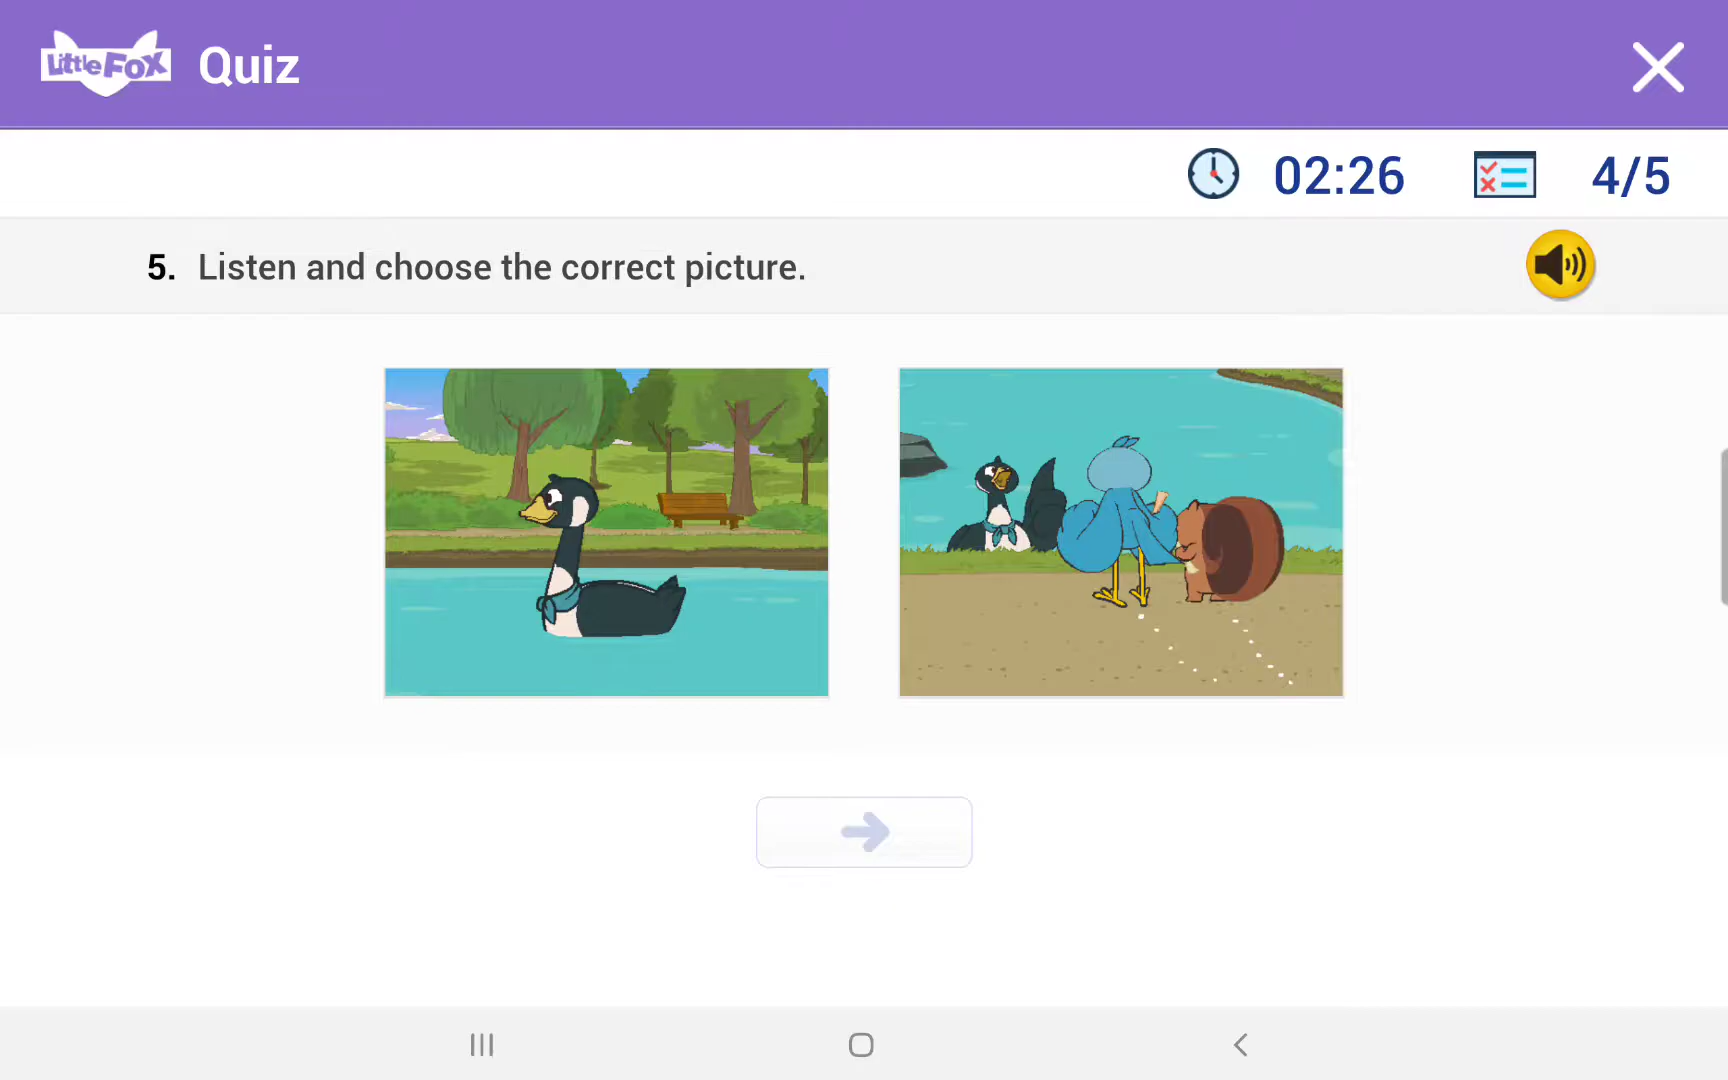 Little Fox Quiz
02:26 4/5
5. Listen and choose the correct picture.